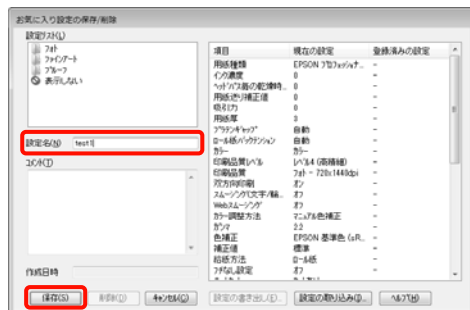 お気に入り設定の保存/削除
設定リスト(L)
フォト
ファインアート
プルーフ
表示しない
設定名(N) test1
コメント(T)
作成日時
項目 現在の設定 登録済みの設定
用紙種類 EPSON プロフェッショナ... -
インク濃度 0 -
ヘッドパス毎の乾燥時... 0 -
用紙送り補正値 0 -
吸引力 0 -
用紙厚 3 -
プラテンギャップ 自動 -
ロール紙バックテンション 自動 -
カラー カラー -
印刷品質レベル レベル4 (高精細) -
印刷品質 フォト - 720x1440dpi -
双方向印刷 オン -
スムージング(文字/輪... オフ -
Webスムージング オフ -
カラー調整方法 マニュアル色補正 -
ガンマ 2.2 -
色補正 EPSON 基準色 (sR... -
補正値 標準 -
給紙方法 ロール紙 -
フチなし設定 オフ -
保存(S) 削除(D) キャンセル(C) 設定の書き出し(E)... 設定の取り込み(I)... ヘルプ(H)